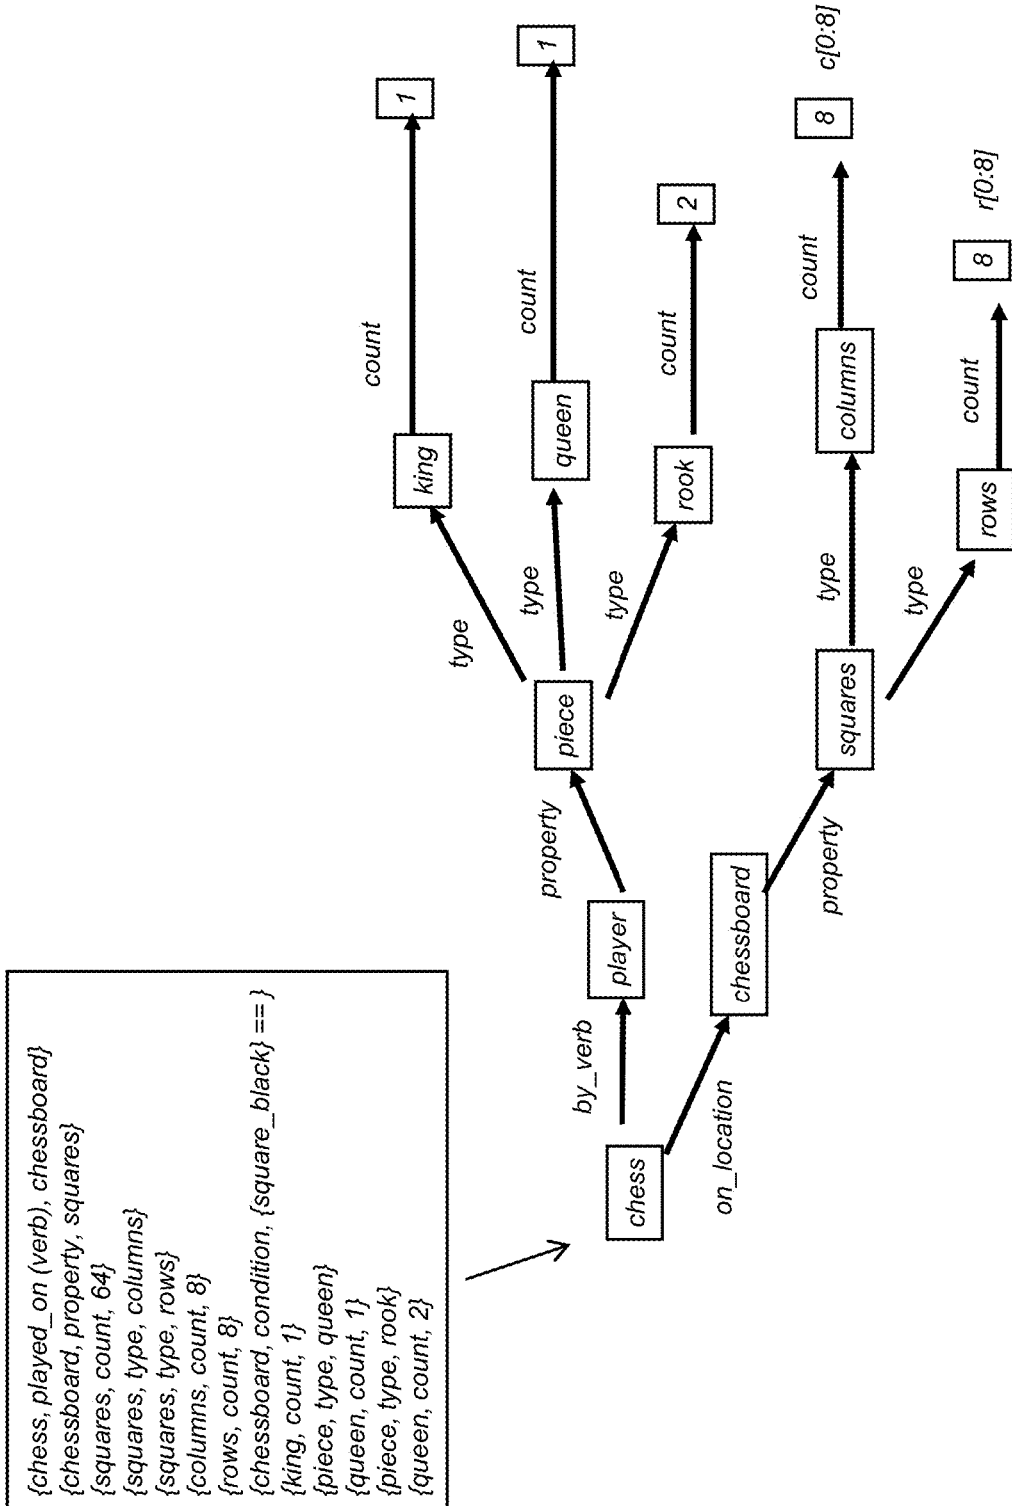 {chess, played_on (verb), chessboard}
{chessboard, property, squares}
{squares, count, 64}
{squares, type, columns}
{squares, type, rows}
{columns, count, 8}
{rows, count, 8}
{chessboard, condition, {square_black} == }
{king, count, 1}
{piece, type, queen}
{queen, count, 1}
{piece, type, rook}
{queen, count, 2}
type
king
count
1
chess
by_verb
player
property
piece
type
queen
count
1
type
rook
count
2
on_location
chessboard
property
squares
type
columns
count
8
c[0:8]
type
rows
count
8
r[0:8]